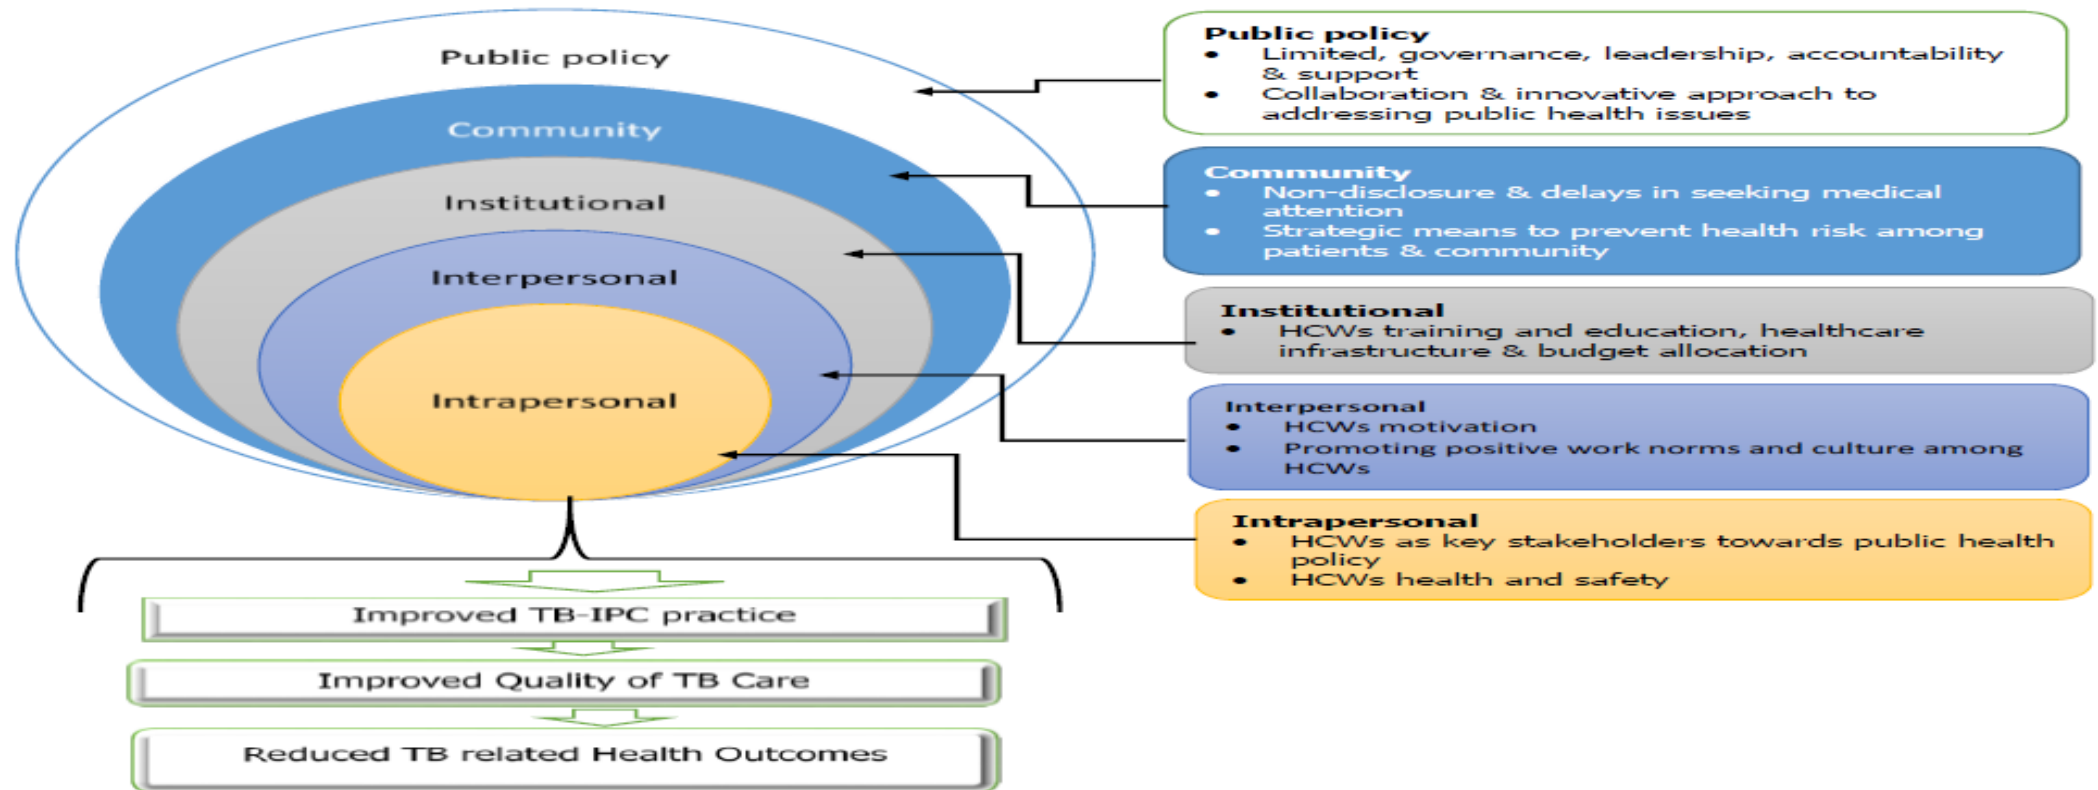 Public policy
Community
Institutional
Interpersonal
Intrapersonal
Improved TB-IPC practice
Improved Quality of TB Care
Reduced TB related Health Outcomes
Public policy
• Limited, governance, leadership, accountability
& support
• Collaboration & innovative approach to
addressing public health issues
Community
• Non-disclosure & delays in seeking medical
attention
• Strategic means to prevent health risk among
patients & community
Institutional
• HCWs training and education, healthcare
infrastructure & budget allocation
Interpersonal
• HCWs motivation
• Promoting positive work norms and culture among
HCWs
Intrapersonal
• HCWs as key stakeholders towards public health
policy
• HCWs health and safety